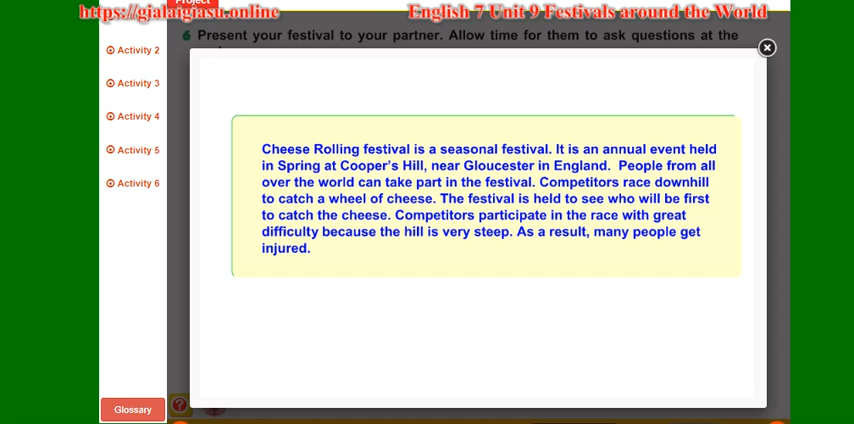 Project
https://gjalaigiasu.online
English 7 Unit 9 Festivals around the World
6 Present your festival to your partner. Allow time for them to ask questions at the
Activity 2
Activity 3
Activity 4
Activity 5
Activity 6
Cheese Rolling festival is a seasonal festival. It is an annual event held
in Spring at Cooper's Hill, near Gloucester in England. People from all
over the world can take part in the festival. Competitors race downhill
to catch a wheel of cheese. The festival is held to see who will be first
to catch the cheese. Competitors participate in the race with great
difficulty because the hill is very steep. As a result, many people get
injured.
Glossary